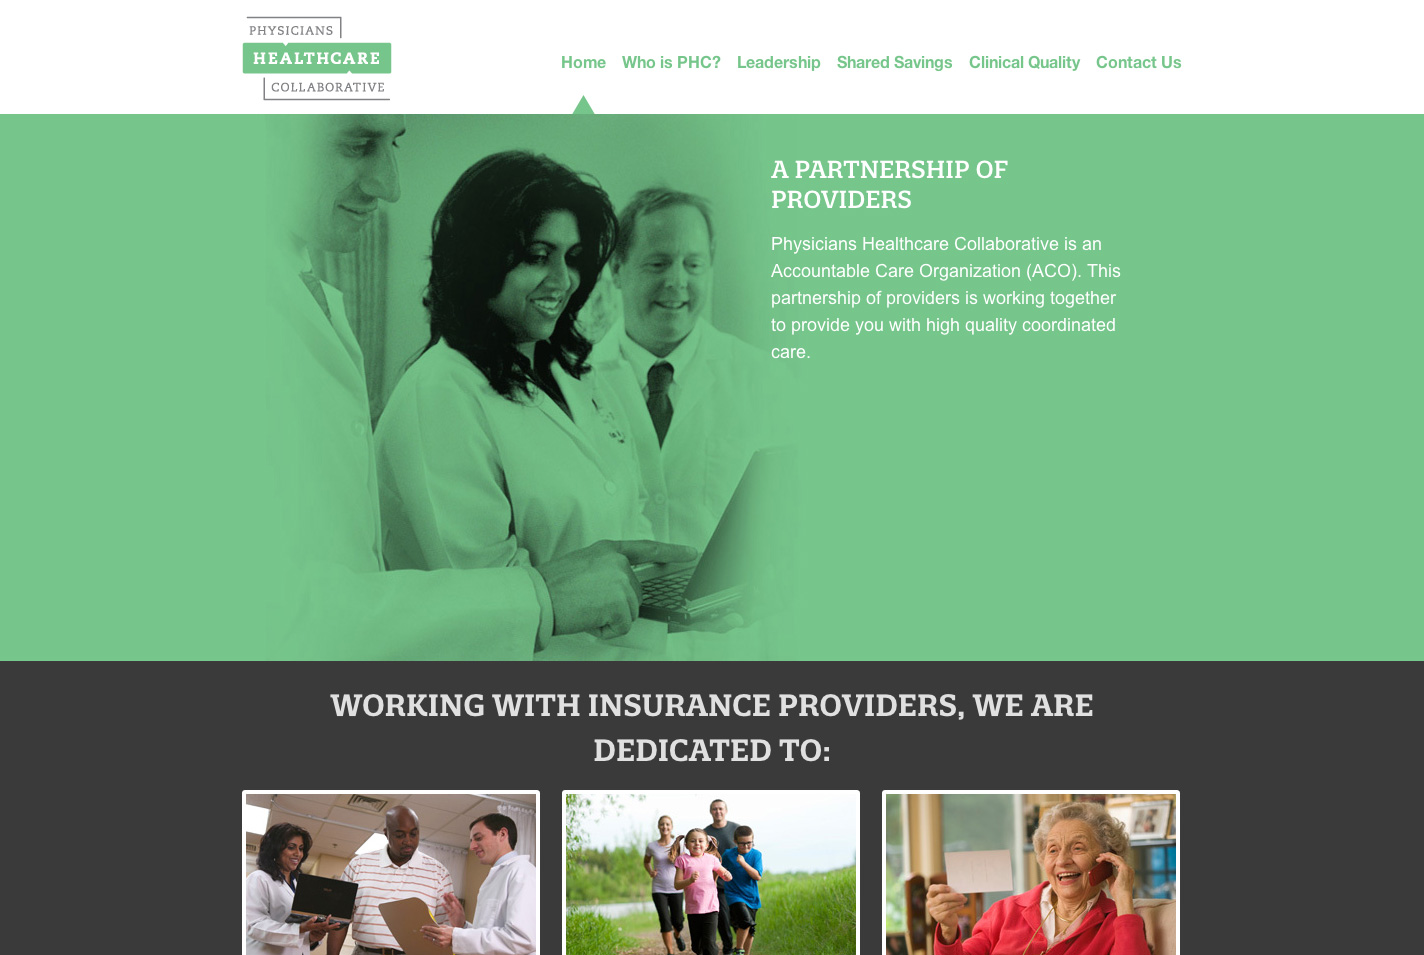 PHYSICIANS
HEALTHCARE
COLLABORATIVE
Home Who is PHC? Leadership Shared Savings Clinical Quality Contact Us
A PARTNERSHIP OF
PROVIDERS
Physicians Healthcare Collaborative is an
Accountable Care Organization (ACO). This
partnership of providers is working together
to provide you with high quality coordinated
care.
WORKING WITH INSURANCE PROVIDERS, WE ARE
DEDICATED TO: